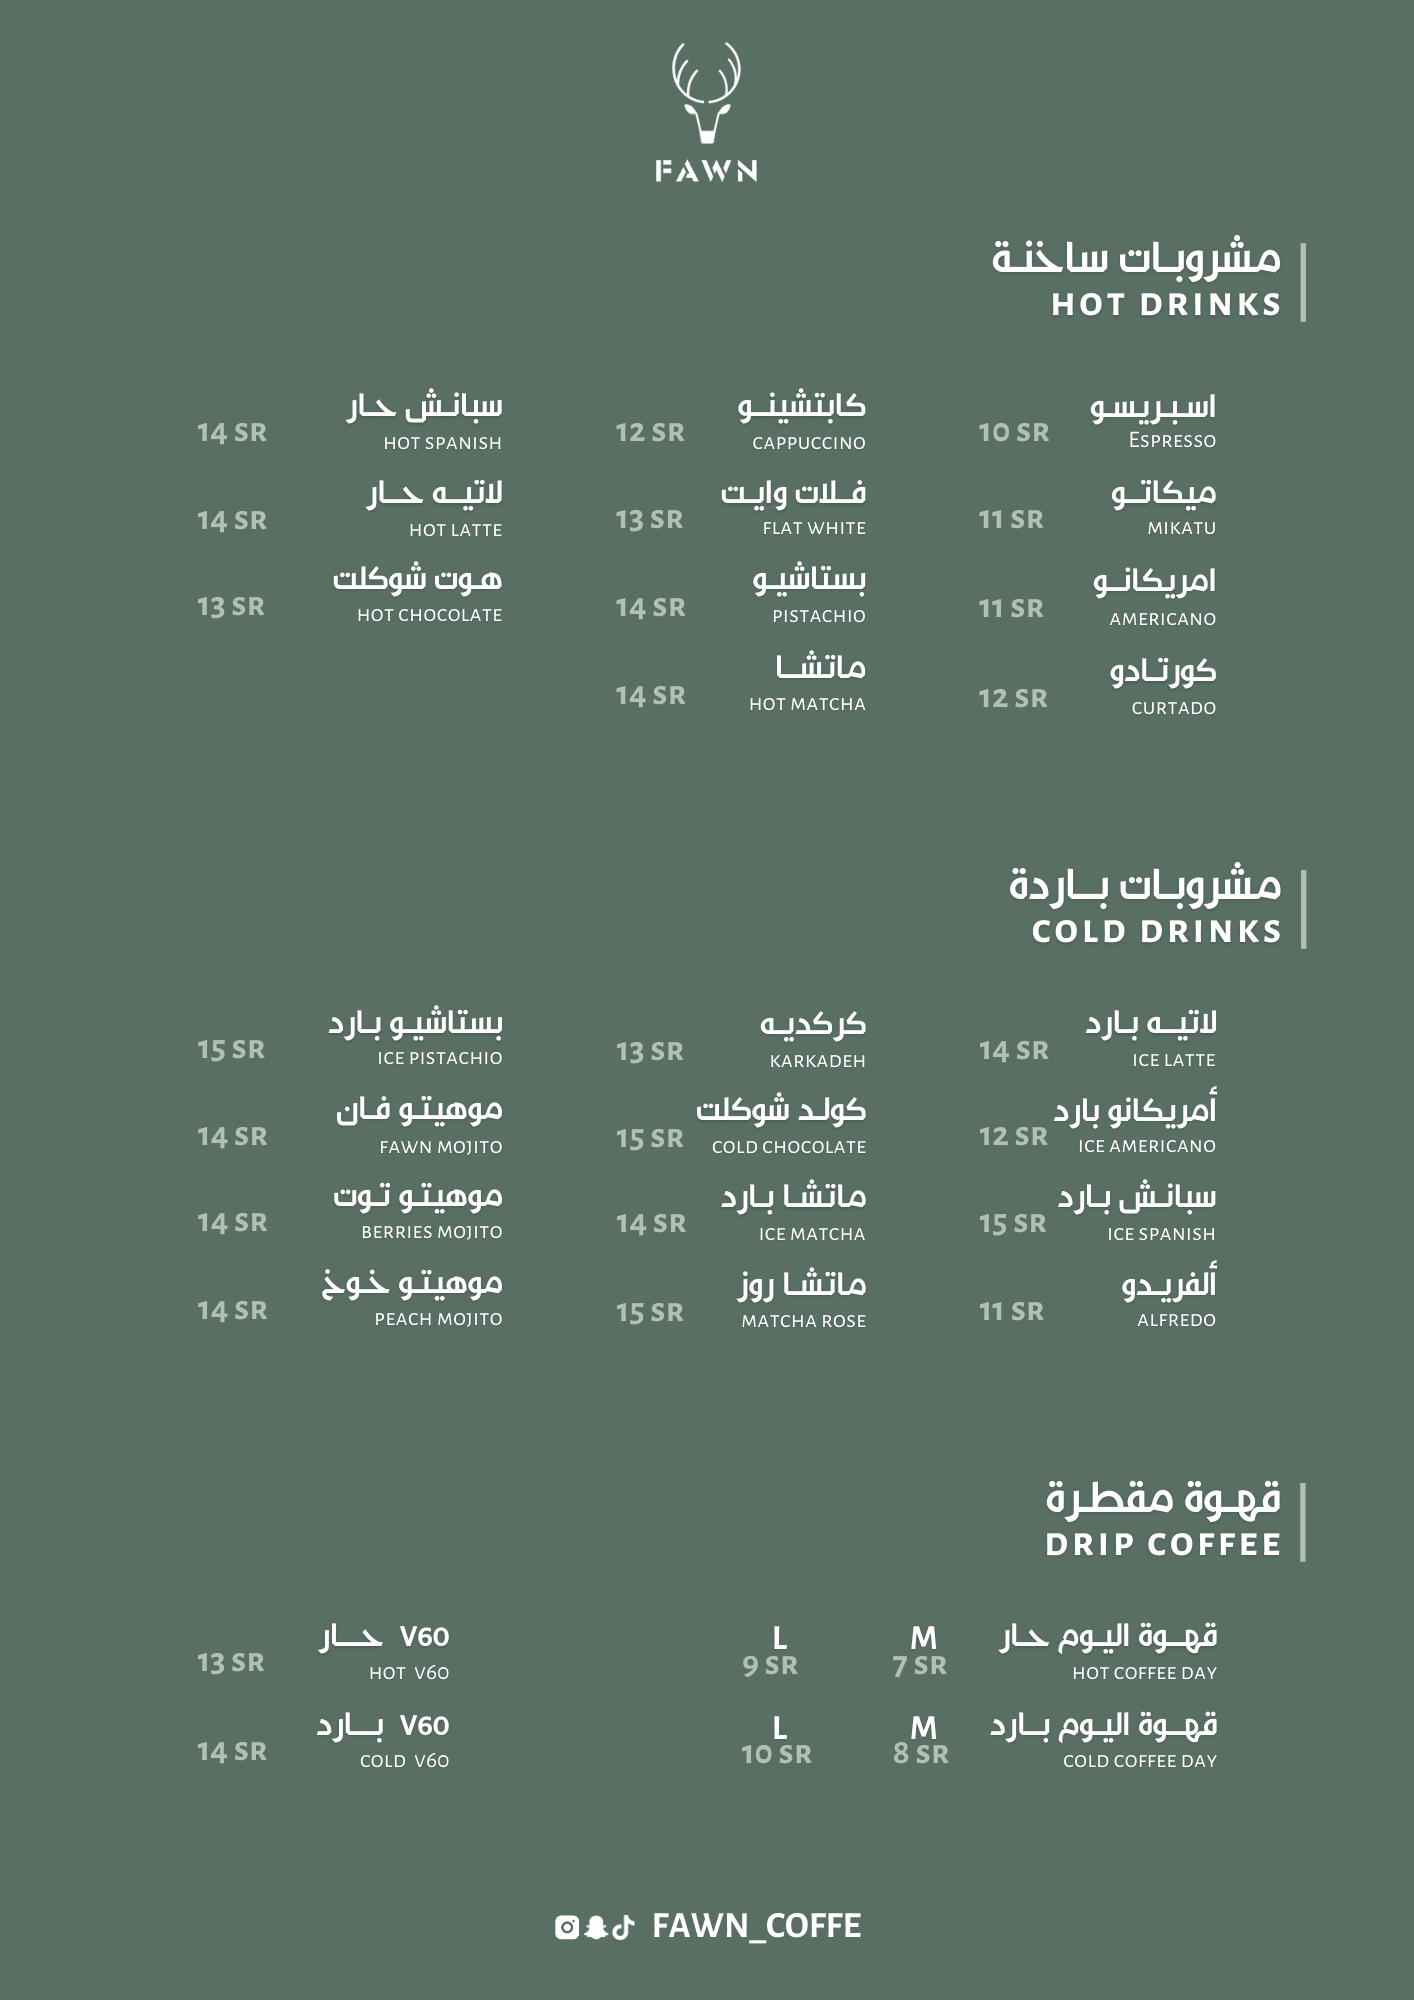 FAWN
مشروبات ساخنة
HOT DRINKS
اسبريسو
ESPRESSO
10 SR
ميكاتو
MIKATU
11 SR
امريكانو
AMERICANO
11 SR
كورتادو
CURTADO
12 SR
كابتشينو
CAPPUCCINO
12 SR
فلات وايت
FLAT WHITE
13 SR
بستاشيو
PISTACHIO
14 SR
ماتشا
HOT MATCHA
14 SR
سبانش حار
HOT SPANISH
14 SR
لاتيه حار
HOT LATTE
14 SR
هوت شوكلت
HOT CHOCOLATE
13 SR
مشروبات باردة
COLD DRINKS
لاتيه بارد
ICE LATTE
14 SR
أمريكانو بارد
ICE AMERICANO
12 SR
سبانش بارد
ICE SPANISH
15 SR
ألفريدو
ALFREDO
11 SR
كركديه
KARKADEH
13 SR
كولد شوكلت
COLD CHOCOLATE
15 SR
ماتشا بارد
ICE MATCHA
14 SR
ماتشا روز
MATCHA ROSE
15 SR
بستاشيو بارد
ICE PISTACHIO
15 SR
موهيتو فان
FAWN MOJITO
14 SR
موهيتو توت
BERRIES MOJITO
14 SR
موهيتو خوخ
PEACH MOJITO
14 SR
قهوة مقطرة
DRIP COFFEE
قهوة اليوم حار
HOT COFFEE DAY
M
7 SR
L
9 SR
قهوة اليوم بارد
COLD COFFEE DAY
M
8 SR
L
10 SR
V60 حار
HOT V60
13 SR
V60 بارد
COLD V60
14 SR
FAWN_COFFE